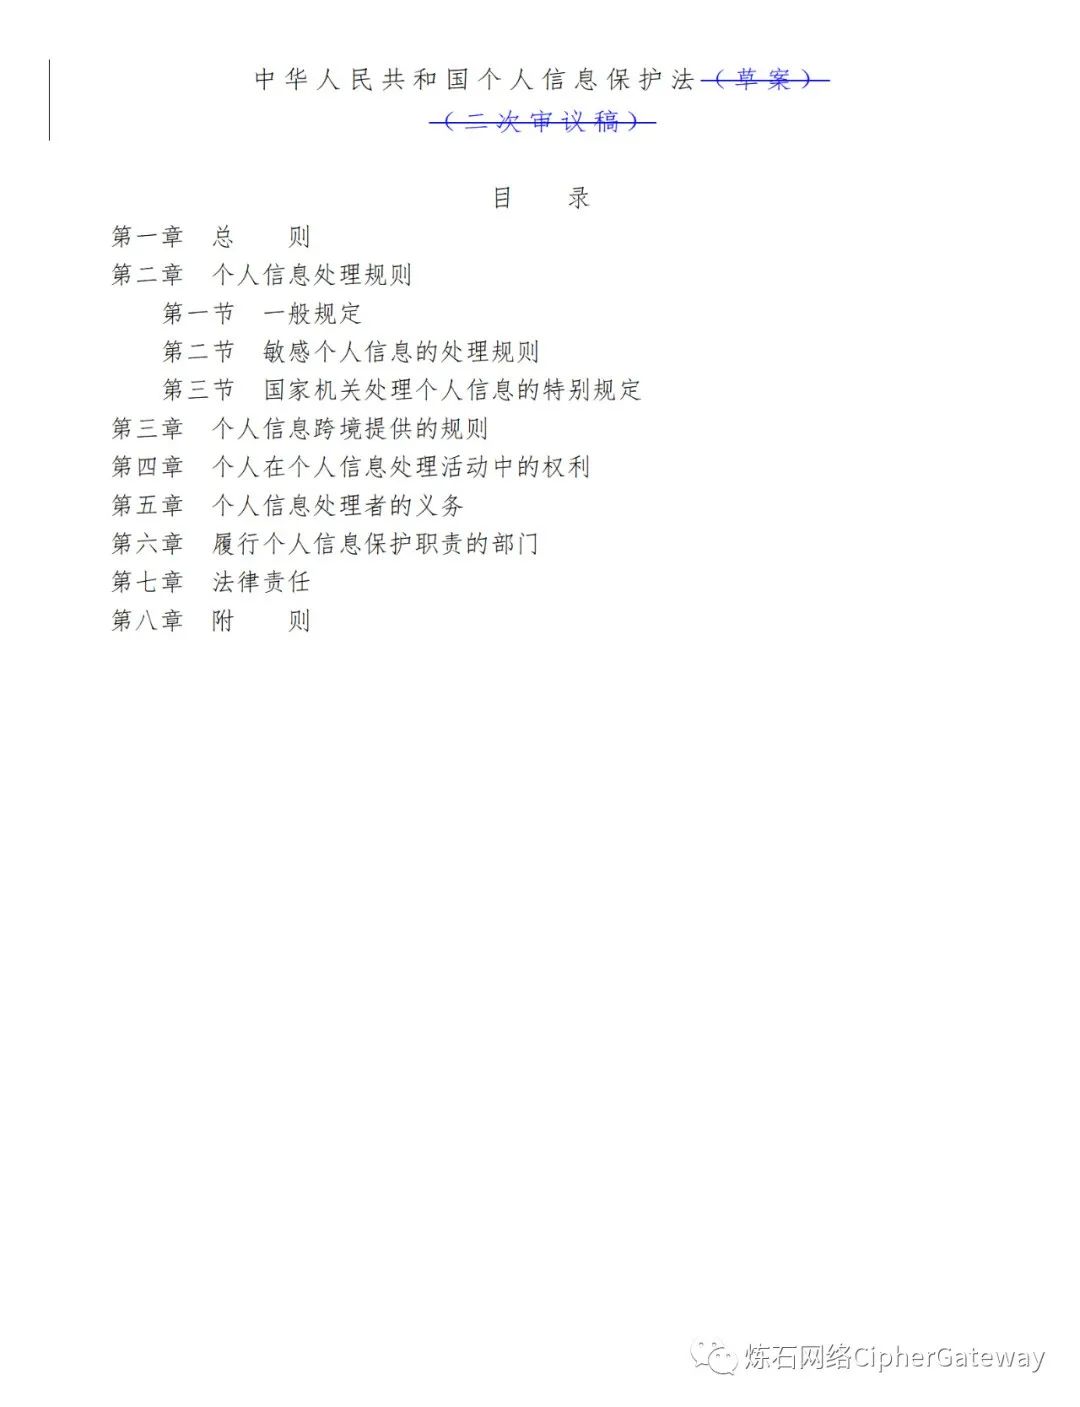 中华人民共和国个人信息保护法（草案）
（二次审议稿）
目　　录
第一章　总　　则
第二章　个人信息处理规则
第一节　一般规定
第二节　敏感个人信息的处理规则
第三节　国家机关处理个人信息的特别规定
第三章　个人信息跨境提供的规则
第四章　个人在个人信息处理活动中的权利
第五章　个人信息处理者的义务
第六章　履行个人信息保护职责的部门
第七章　法律责任
第八章　附　　则
炼石网络CipherGateway